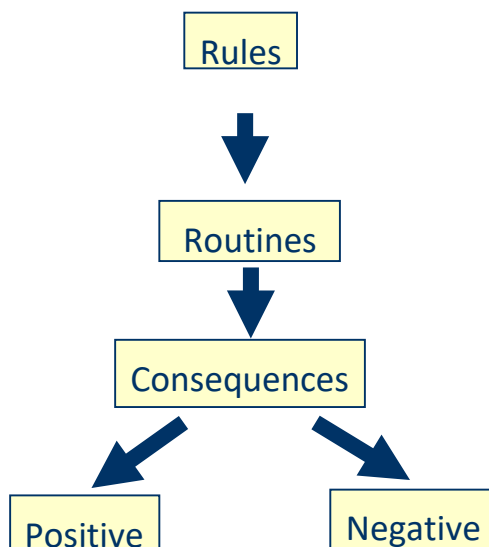 Rules
Routines
Consequences
Positive
Negative